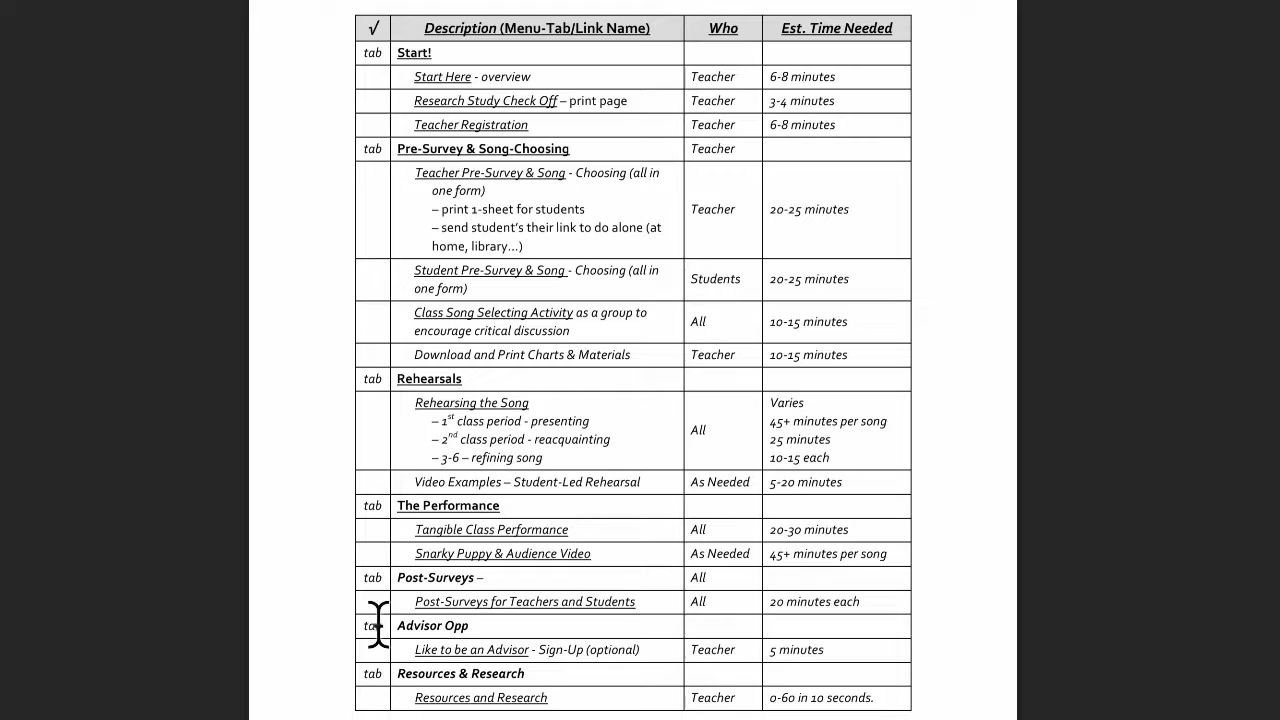 √ Description (Menu-Tab/Link Name) Who Est. Time Needed
tab Start!
Start Here - overview Teacher 6-8 minutes
Research Study Check Off – print page Teacher 3-4 minutes
Teacher Registration Teacher 6-8 minutes
tab Pre-Survey & Song-Choosing Teacher
Teacher Pre-Survey & Song - Choosing (all in
one form)
– print 1-sheet for students Teacher 20-25 minutes
– send student's their link to do alone (at
home, library...)
Student Pre-Survey & Song - Choosing (all in
one form) Students 20-25 minutes
Class Song Selecting Activity as a group to
encourage critical discussion All 10-15 minutes
Download and Print Charts & Materials Teacher 10-15 minutes
tab Rehearsals
Rehearsing the Song Varies
– 1st class period - presenting All 45+ minutes per song
– 2nd class period - reacquainting 25 minutes
– 3-6 – refining song 10-15 each
Video Examples – Student-Led Rehearsal As Needed 5-20 minutes
tab The Performance
Tangible Class Performance All 20-30 minutes
Snarky Puppy & Audience Video As Needed 45+ minutes per song
tab Post-Surveys – All
Post-Surveys for Teachers and Students All 20 minutes each
tab Advisor Opp
Like to be an Advisor - Sign-Up (optional) Teacher 5 minutes
tab Resources & Research
Resources and Research Teacher 0-60 in 10 seconds.